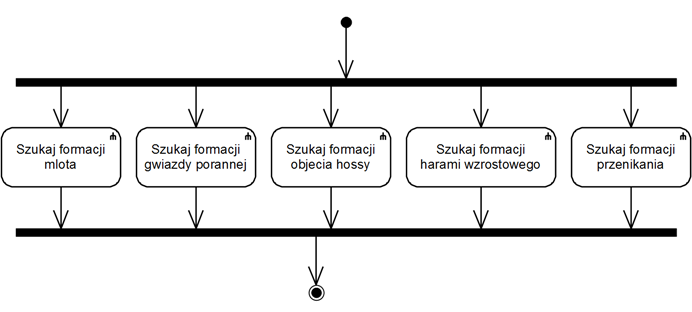 Szukaj formacji
mlota
Szukaj formacji
gwiazdy porannej
Szukaj formacji
objecia hossy
Szukaj formacji
harami wzrostowego
Szukaj formacji
przenikania